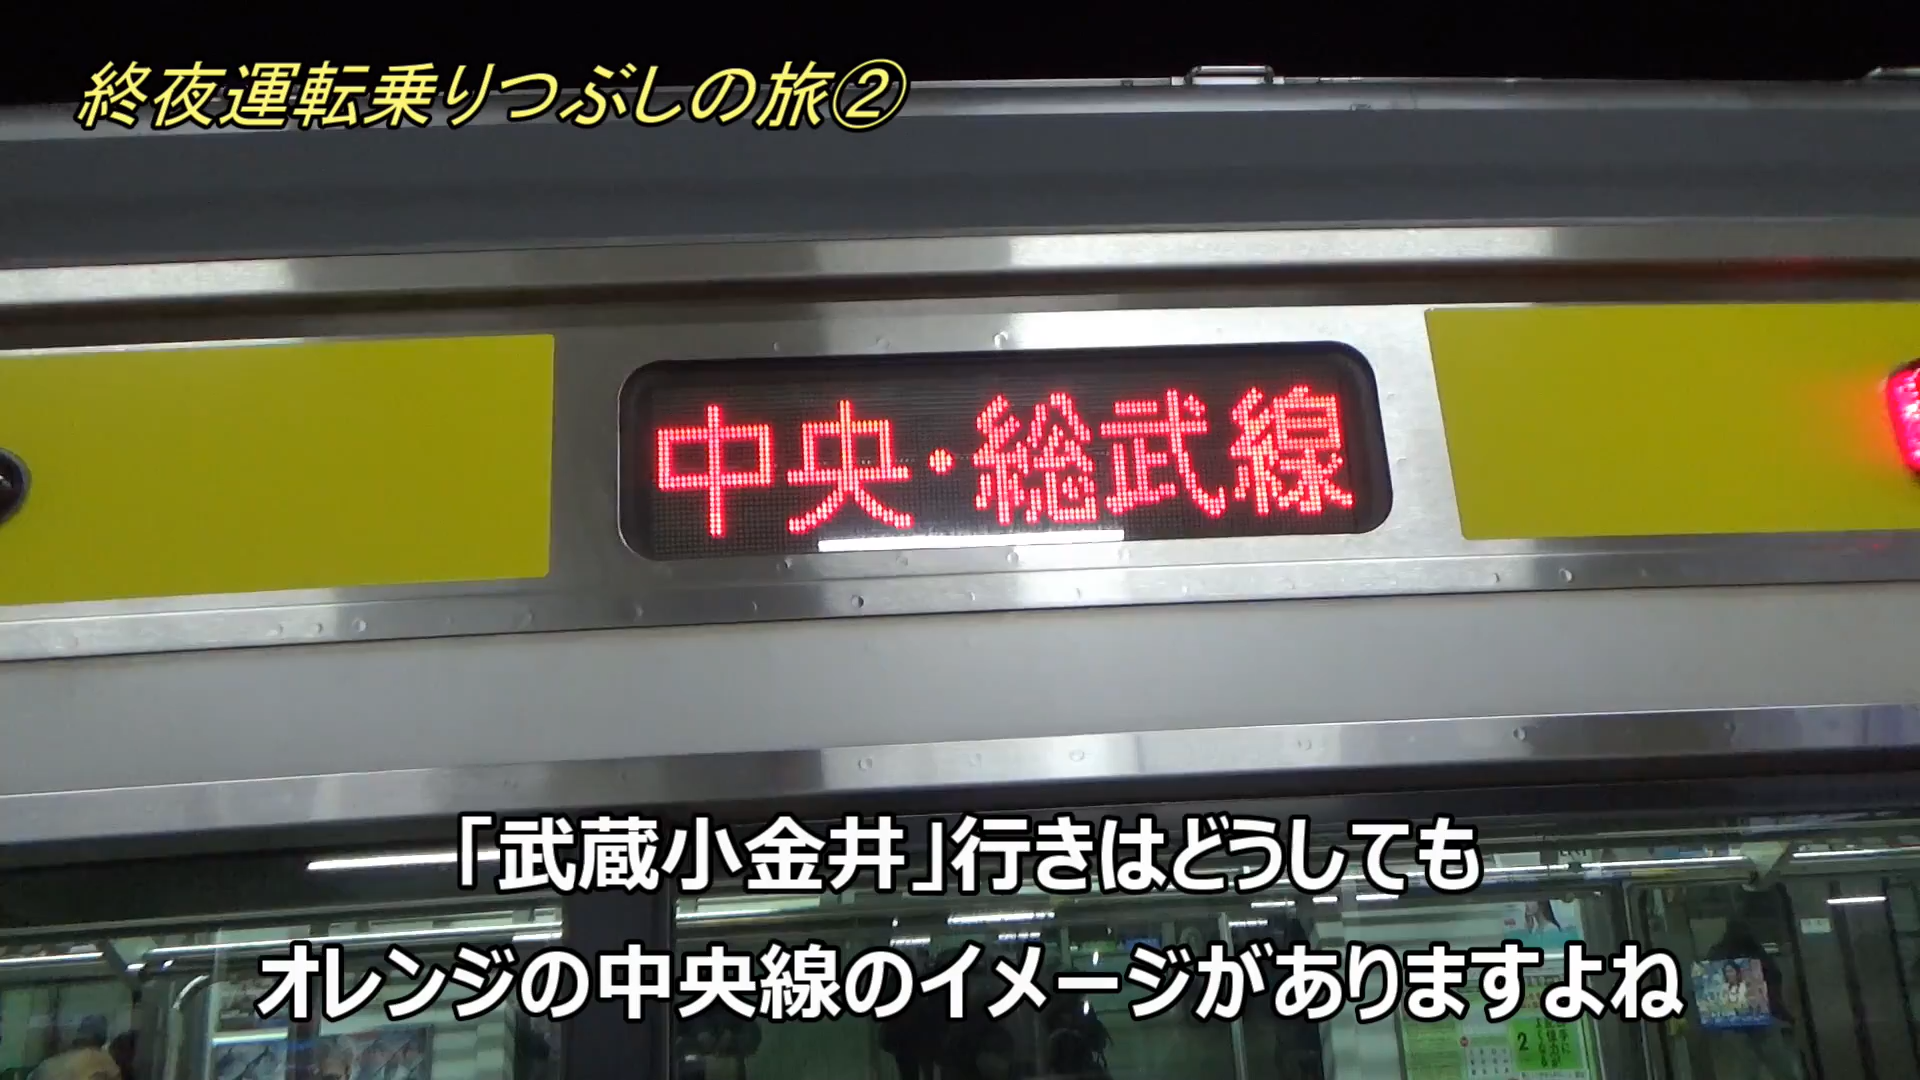 終夜運転乗りつぶしの旅②
中央・総武線
「武蔵小金井」行きはどうしても
オレンジの中央線のイメージがありますよね